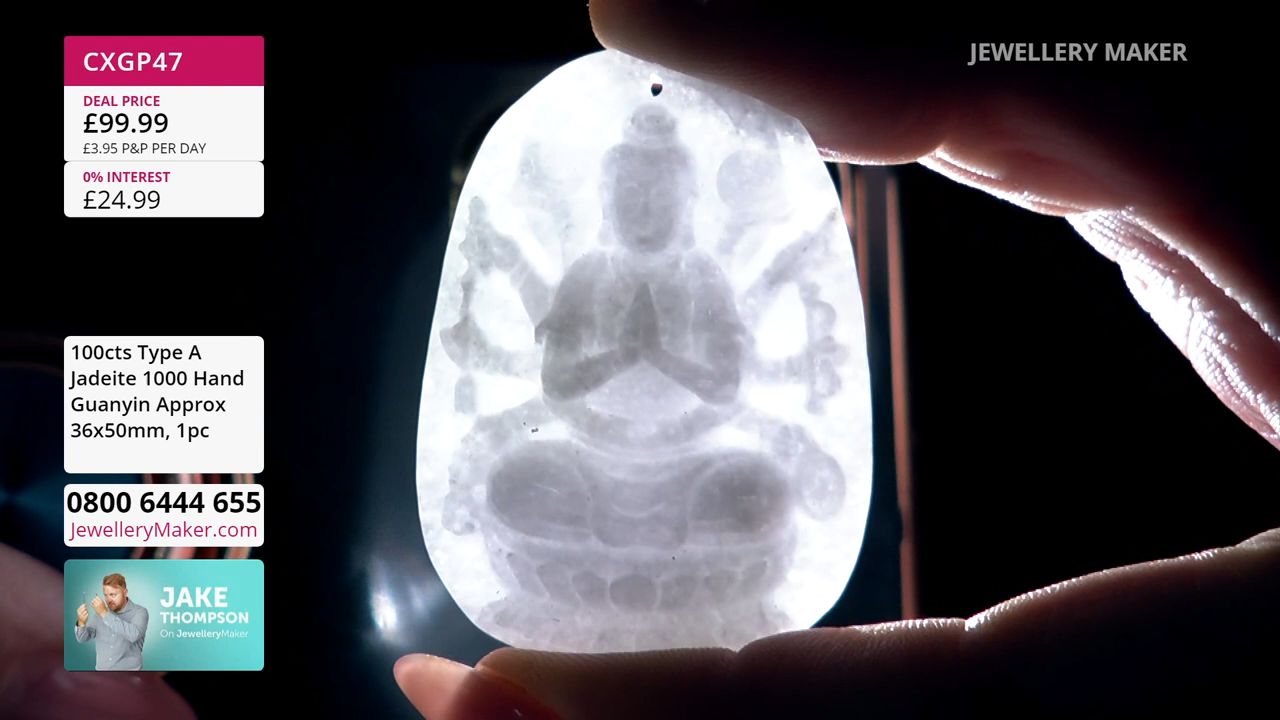 CXGP47
DEAL PRICE
£99.99
£3.95 P&P PER DAY
0% INTEREST
£24.99
100cts Type A
Jadeite 1000 Hand
Guanyin Approx
36x50mm, 1pc
0800 6444 655
JewelleryMaker.com
JAKE
THOMPSON
On JewelleryMaker
JEWELLERY MAKER